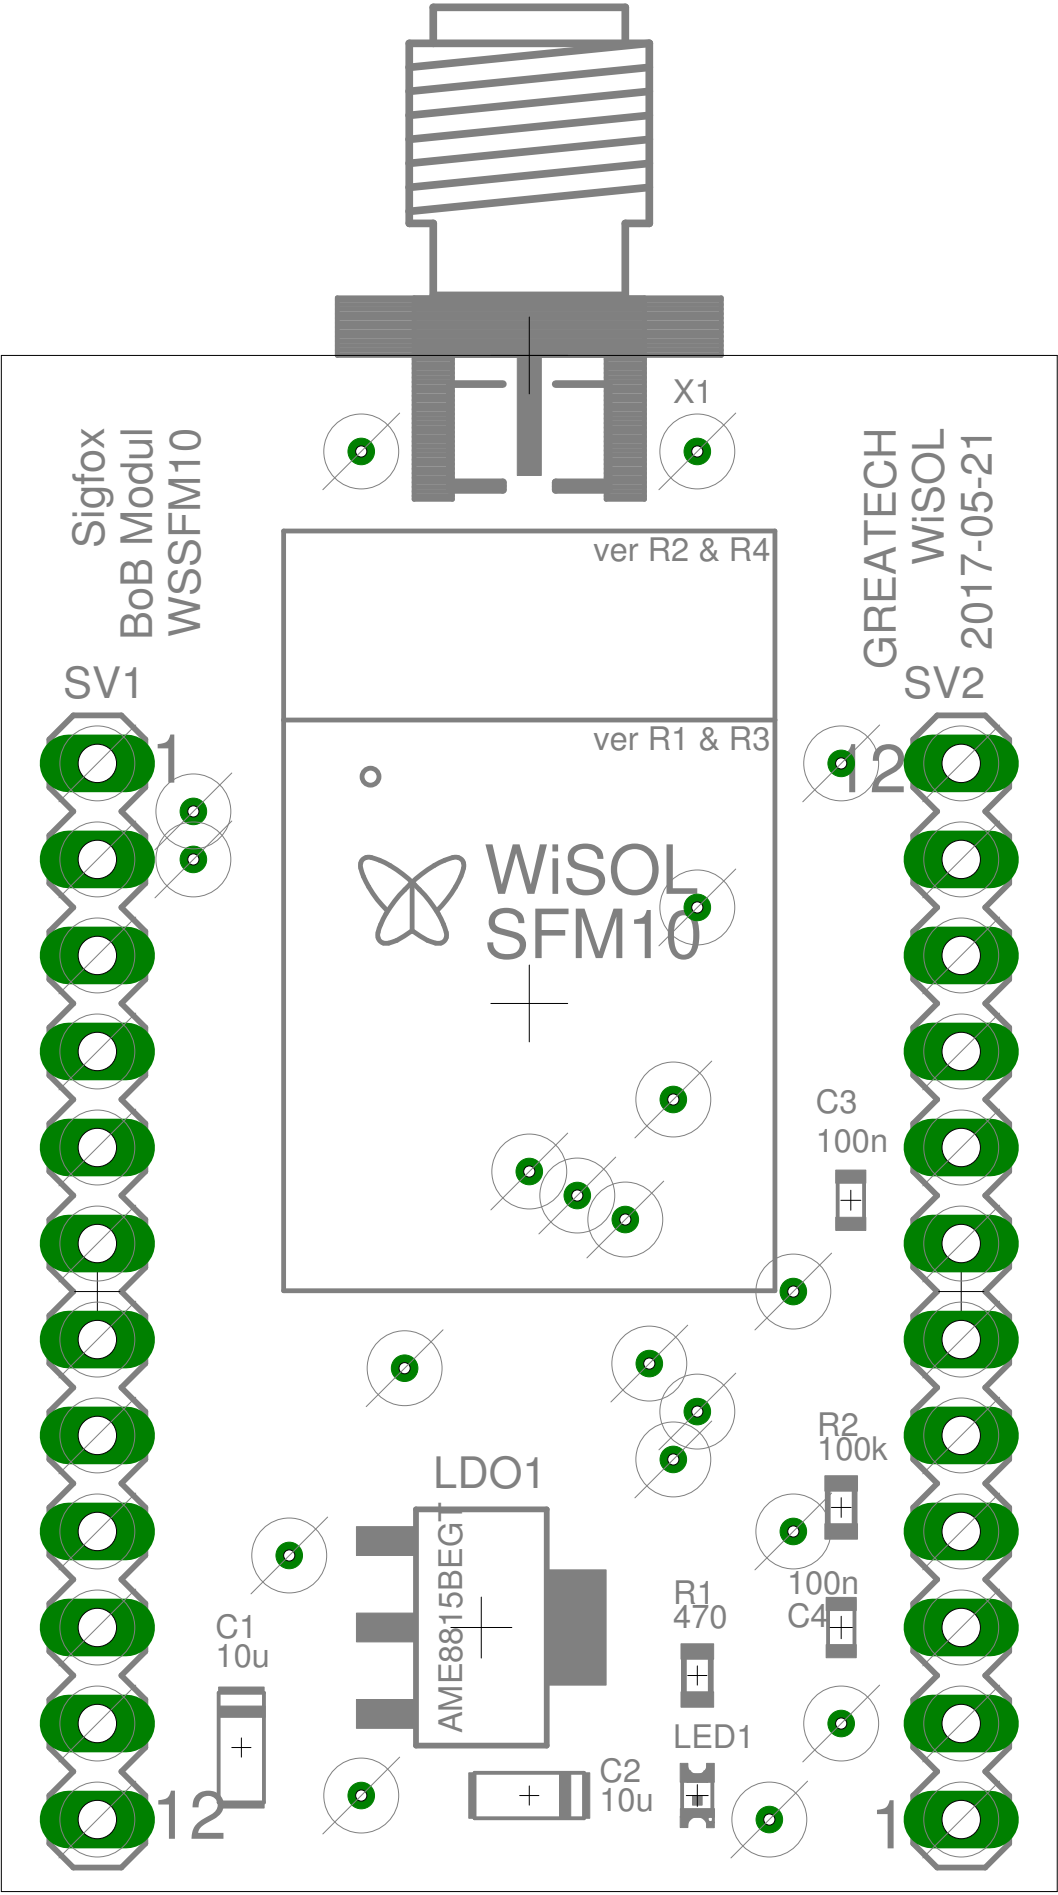 X1
Sigfox
BoB Modul
WSSFM10
GREATECH
WiSOL
2017-05-21
ver R2 & R4
SV1
SV2
ver R1 & R3
1
12
WiSOL
SFM10
C3
100n
R2
100k
LDO1
AME8815BEGT
100n
C4
R1
470
C1
10u
LED1
C2
10u
12
1